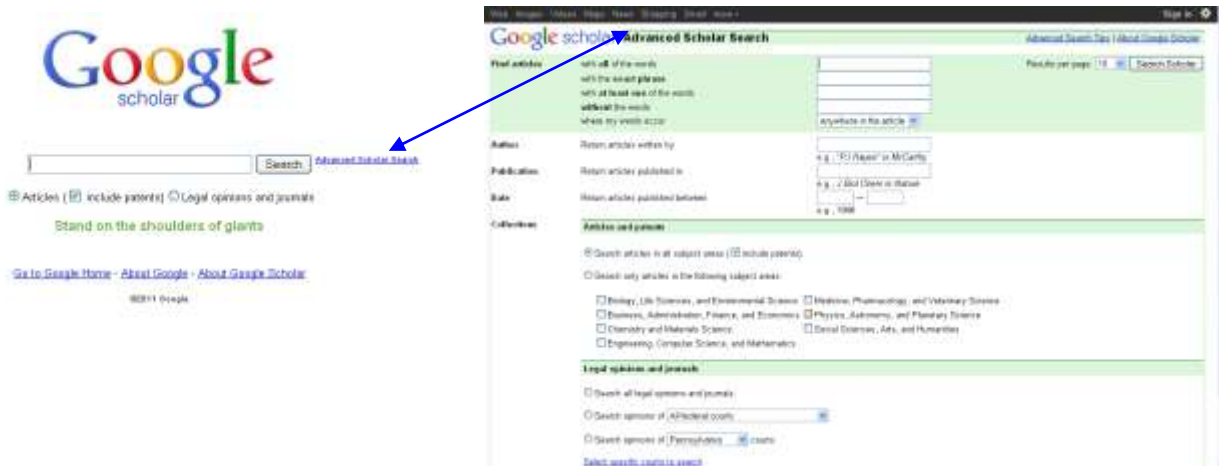 Google
scholar
Search Advanced Scholar Search
Articles ( include patents) Legal opinions and journals
Stand on the shoulders of giants
Go to Google Home - About Google - About Google Scholar
©2011 Google
Web Images Videos Maps News Shopping Gmail more Sign in
Google scholar Advanced Scholar Search Advanced Search Tips | About Google Scholar
Find articles with all of the words Results per page 10 Search Scholar
with the exact phrase
with at least one of the words
without the words
where my words occur anywhere in the article
Author Return articles written by
e.g., "PJ Hayes" or McCarthy
Publication Return articles published in
e.g., J Biol Chem or Nature
Date Return articles published between —
e.g., 1996
Collections Articles and patents
Search articles in all subject areas ( include patents).
Search only articles in the following subject areas:
Biology, Life Sciences, and Environmental Science Medicine, Pharmacology, and Veterinary Science
Business, Administration, Finance, and Economics Physics, Astronomy, and Planetary Science
Chemistry and Materials Science Social Sciences, Arts, and Humanities
Engineering, Computer Science, and Mathematics
Legal opinions and journals
Search all legal opinions and journals.
Search opinions of All federal courts
Search opinions of Pennsylvania courts
Select specific courts to search